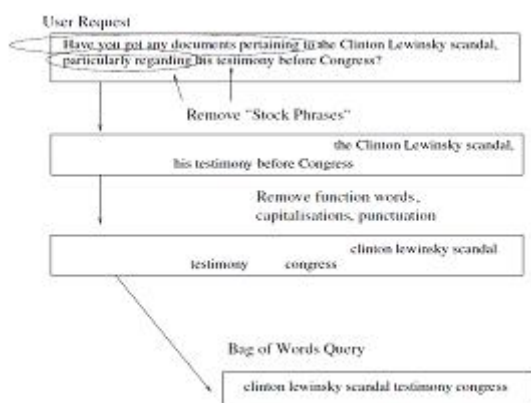 User Request
Have you got any documents pertaining to the Clinton Lewinsky scandal,
particularly regarding his testimony before Congress?
Remove "Stock Phrases"
the Clinton Lewinsky scandal,
his testimony before Congress
Remove function words,
capitalisations, punctuation
clinton lewinsky scandal
testimony congress
Bag of Words Query
clinton lewinsky scandal testimony congress